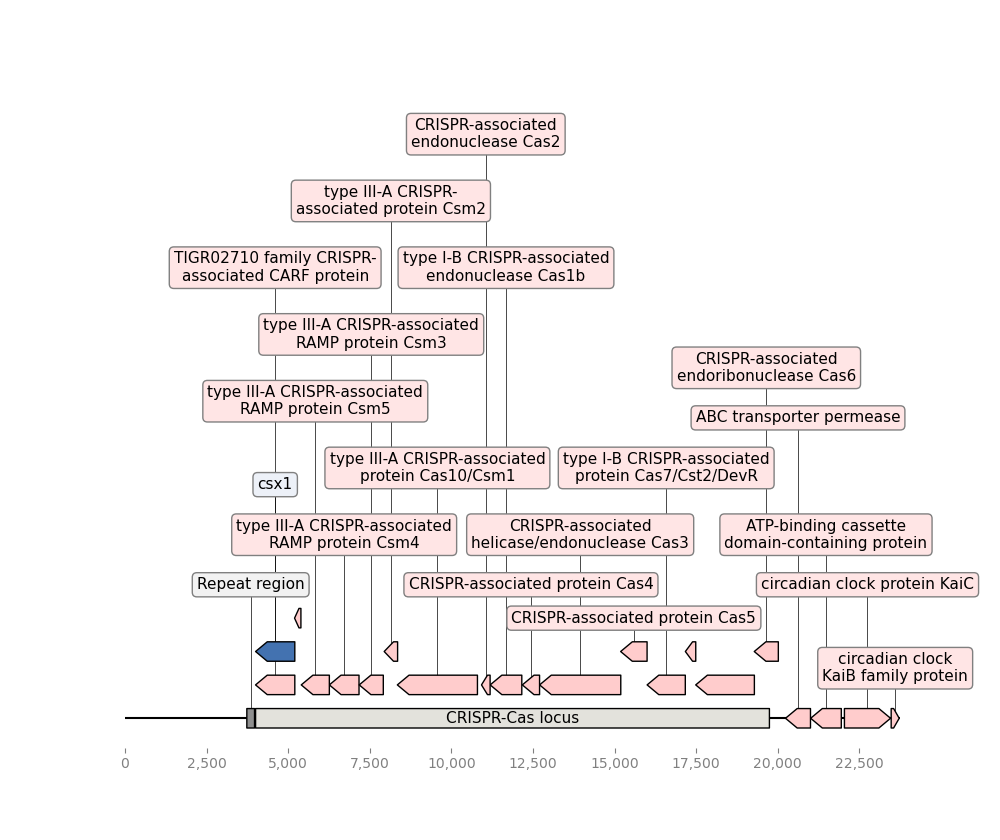 CRISPR-associated
endonuclease Cas2
type III-A CRISPR-
associated protein Csm2
TIGR02710 family CRISPR-
associated CARF protein
type I-B CRISPR-associated
endonuclease Cas1b
type III-A CRISPR-associated
RAMP protein Csm3
CRISPR-associated
endoribonuclease Cas6
type III-A CRISPR-associated
RAMP protein Csm5
ABC transporter permease
type III-A CRISPR-associated
protein Cas10/Csm1
type I-B CRISPR-associated
protein Cas7/Cst2/DevR
csx1
type III-A CRISPR-associated
RAMP protein Csm4
CRISPR-associated
helicase/endonuclease Cas3
ATP-binding cassette
domain-containing protein
Repeat region
CRISPR-associated protein Cas4
circadian clock protein KaiC
CRISPR-associated protein Cas5
circadian clock
KaiB family protein
CRISPR-Cas locus
0
2,500
5,000
7,500
10,000
12,500
15,000
17,500
20,000
22,500